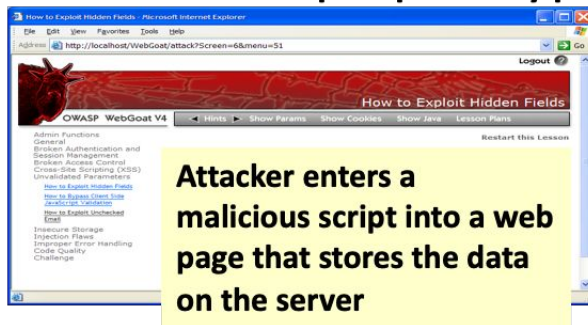 How to Exploit Hidden Fields - Microsoft Internet Explorer
File Edit View Favorites Tools Help
Address http://localhost/WebGoat/attack?Screen=6&menu=51 Go
Logout ?
How to Exploit Hidden Fields
OWASP WebGoat V4 Hints Show Params Show Cookies Show Java Lesson Plans
Restart this Lesson
Admin Functions
General
Broken Authentication and
Session Management
Broken Access Control
Cross-Site Scripting (XSS)
Unvalidated Parameters
How to Exploit Hidden Fields
How to Bypass Client Side
JavaScript Validation
How to Exploit Unchecked
Email
Insecure Storage
Injection Flaws
Improper Error Handling
Code Quality
Challenge
Attacker enters a
malicious script into a web
page that stores the data
on the server